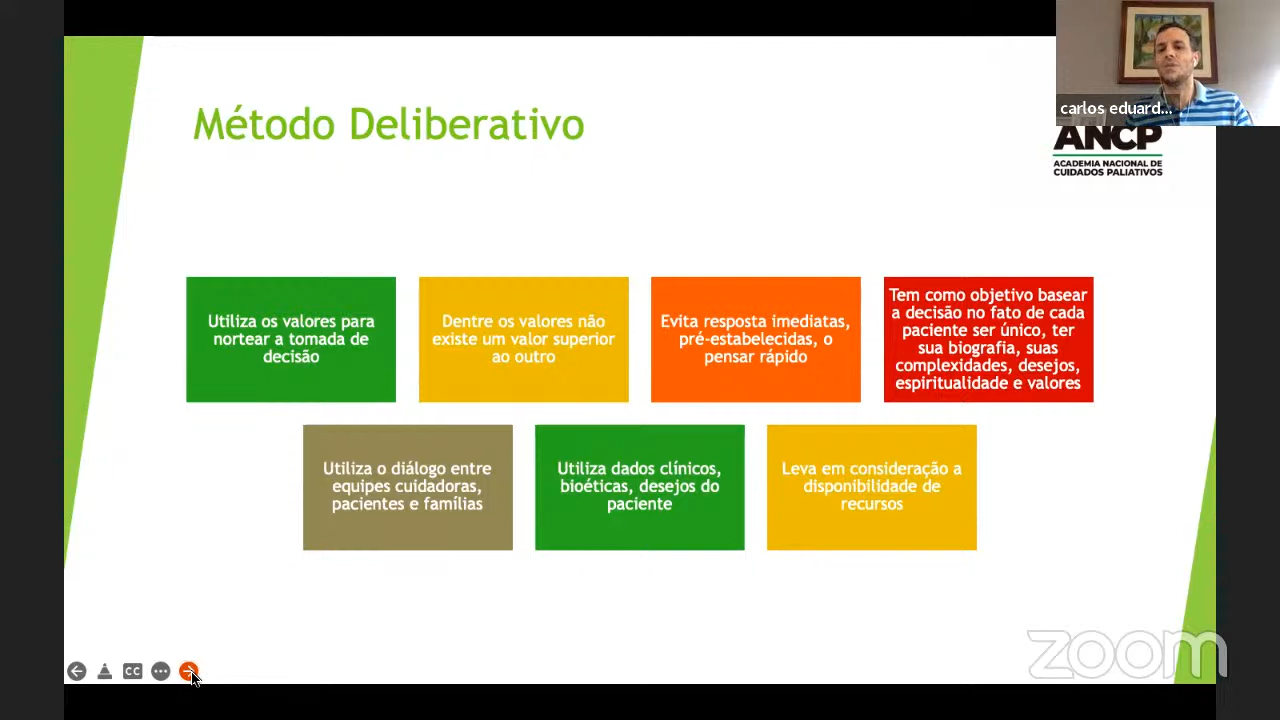 carlos eduard...
Método Deliberativo
ANCP
ACADEMIA NACIONAL DE
CUIDADOS PALIATIVOS
Utiliza os valores para
nortear a tomada de
decisão
Dentre os valores não
existe um valor superior
ao outro
Evita resposta imediatas,
pré-estabelecidas, o
pensar rápido
Tem como objetivo basear
a decisão no fato de cada
paciente ser único, ter
sua biografia, suas
complexidades, desejos,
espiritualidade e valores
Utiliza o diálogo entre
equipes cuidadoras,
pacientes e famílias
Utiliza dados clínicos,
bioéticas, desejos do
paciente
Leva em consideração a
disponibilidade de
recursos
CC
zoom